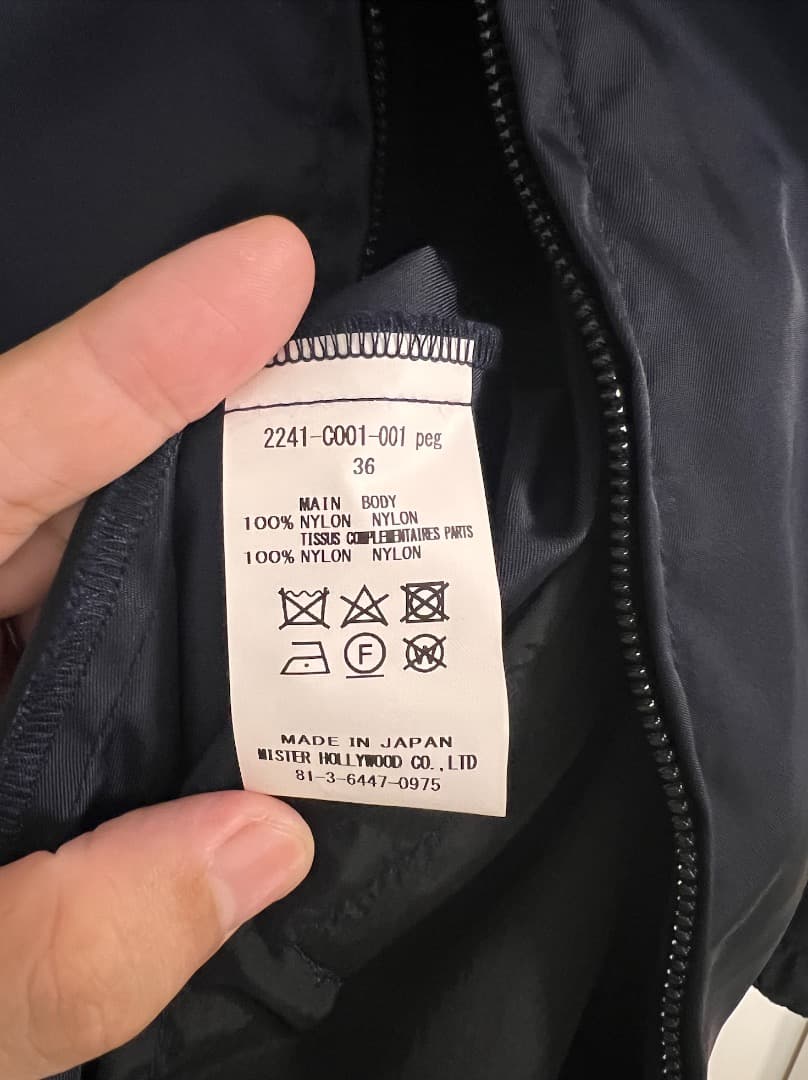 2241-C001-001 peg
36
MAIN BODY
100% NYLON NYLON
TISSUS COMPLEMENTAIRES PARTS
100% NYLON NYLON
F
W
MADE IN JAPAN
MISTER HOLLYWOOD CO.,LTD
81-3-6447-0975